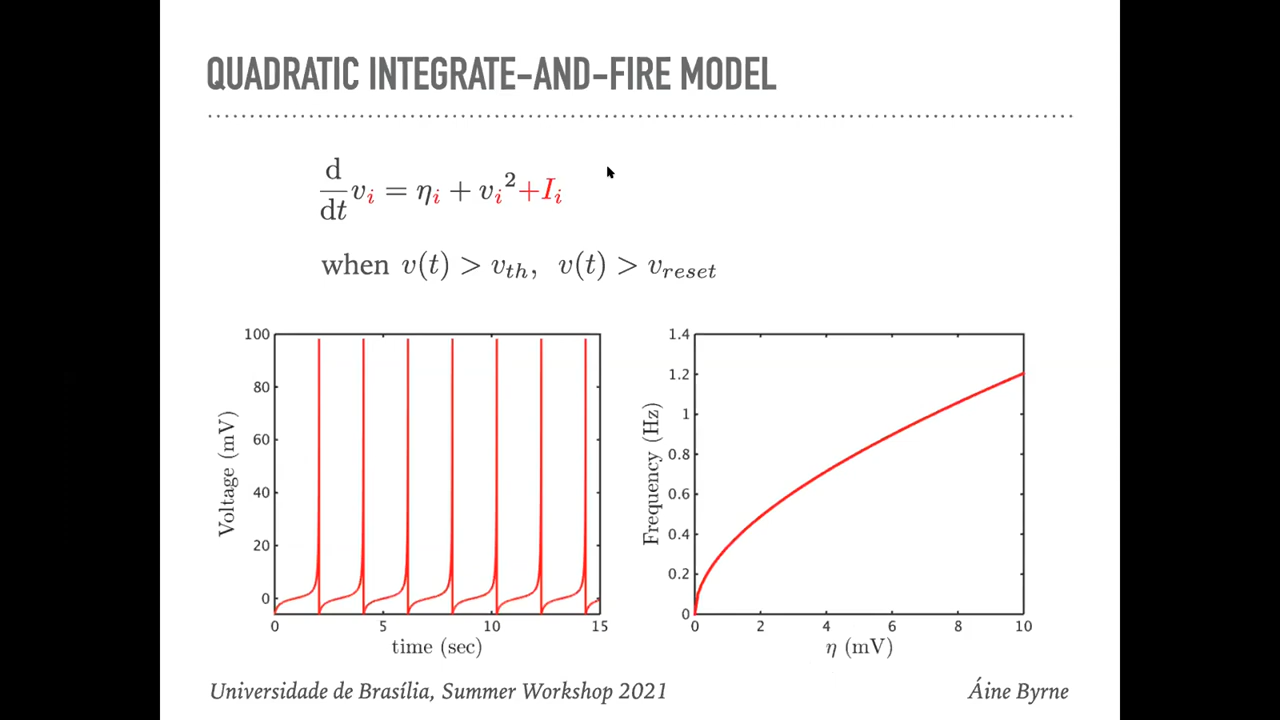 QUADRATIC INTEGRATE-AND-FIRE MODEL
d/dt v_i = η_i + v_i² + I_i
when v(t) > v_th, v(t) > v_reset
100
80
60
40
20
0
Voltage (mV)
0 5 10 15
time (sec)
1.4
1.2
1
0.8
0.6
0.4
0.2
0
Frequency (Hz)
0 2 4 6 8 10
η (mV)
Universidade de Brasília, Summer Workshop 2021
Áine Byrne